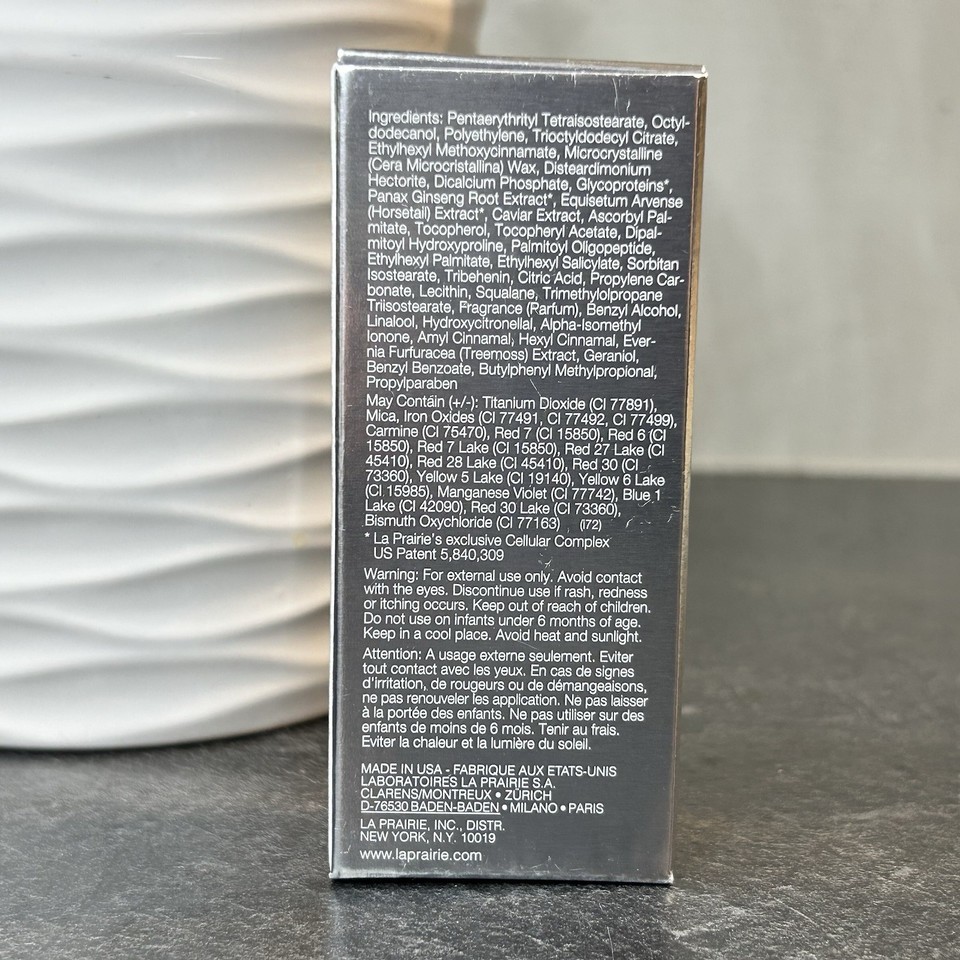 Ingredients: Pentaerythrityl Tetraisostearate, Octyl-
dodecanol, Polyethylene, Trioctyldodecyl Citrate,
Ethylhexyl Methoxycinnamate, Microcrystalline
(Cera Microcristallina) Wax, Disteardimonium
Hectorite, Dicalcium Phosphate, Glycoproteins*,
Panax Ginseng Root Extract*, Equisetum Arvense
(Horsetail) Extract*, Caviar Extract, Ascorbyl Pal-
mitate, Tocopherol, Tocopheryl Acetate, Dipal-
mitoyl Hydroxyproline, Palmitoyl Oligopeptide,
Ethylhexyl Palmitate, Ethylhexyl Salicylate, Sorbitan
Isostearate, Tribehenin, Citric Acid, Propylene Car-
bonate, Lecithin, Squalane, Trimethylolpropane
Triisostearate, Fragrance (Parfum), Benzyl Alcohol,
Linalool, Hydroxycitronellal, Alpha-Isomethyl
Ionone, Amyl Cinnamal, Hexyl Cinnamal, Ever-
nia Furfuracea (Treemoss) Extract, Geraniol,
Benzyl Benzoate, Butylphenyl Methylpropional,
Propylparaben
May Contain (+/-): Titanium Dioxide (CI 77891),
Mica, Iron Oxides (CI 77491, CI 77492, CI 77499),
Carmine (CI 75470), Red 7 (CI 15850), Red 6 (CI
15850), Red 7 Lake (CI 15850), Red 27 Lake (CI
45410), Red 28 Lake (CI 45410), Red 30 (CI
73360), Yellow 5 Lake (CI 19140), Yellow 6 Lake
(CI 15985), Manganese Violet (CI 77742), Blue 1
Lake (CI 42090), Red 30 Lake (CI 73360),
Bismuth Oxychloride (CI 77163) (I72)
* La Prairie's exclusive Cellular Complex
US Patent 5,840,309
Warning: For external use only. Avoid contact
with the eyes. Discontinue use if rash, redness
or itching occurs. Keep out of reach of children.
Do not use on infants under 6 months of age.
Keep in a cool place. Avoid heat and sunlight.
Attention: A usage externe seulement. Eviter
tout contact avec les yeux. En cas de signes
d'irritation, de rougeurs ou de démangeaisons,
ne pas renouveler les application. Ne pas laisser
à la portée des enfants. Ne pas utiliser sur des
enfants de moins de 6 mois. Tenir au frais.
Eviter la chaleur et la lumière du soleil.
MADE IN USA - FABRIQUE AUX ETATS-UNIS
LABORATOIRES LA PRAIRIE S.A.
CLARENS/MONTREUX • ZÜRICH
D-76530 BADEN-BADEN • MILANO • PARIS
LA PRAIRIE, INC., DISTR.
NEW YORK, N.Y. 10019
www.laprairie.com